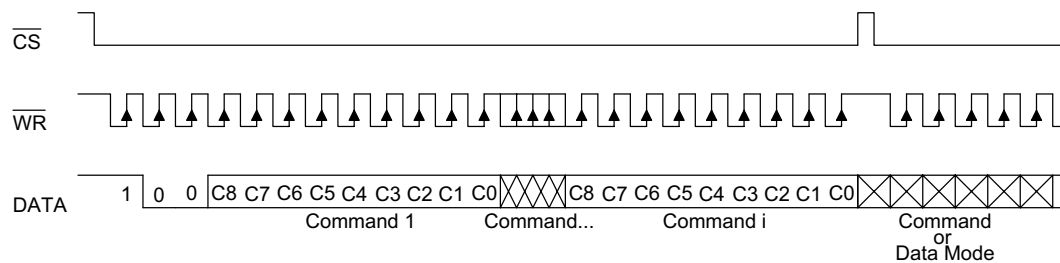 CS
WR
DATA
1 0 0 C8 C7 C6 C5 C4 C3 C2 C1 C0 C8 C7 C6 C5 C4 C3 C2 C1 C0
Command 1
Command...
Command i
Command
or
Data Mode